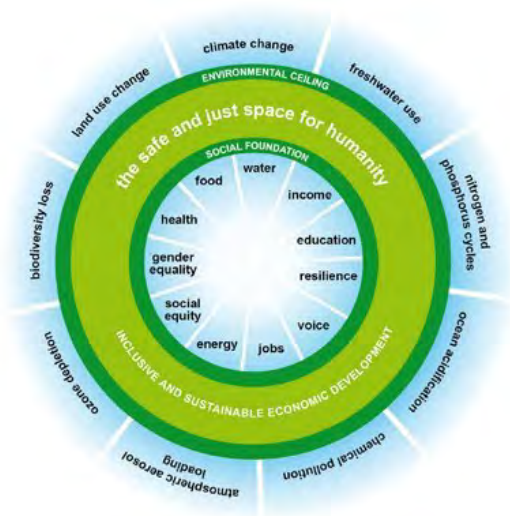 climate change
freshwater use
nitrogen and
phosphorus cycles
ocean acidification
chemical pollution
atmospheric aerosol
loading
ozone depletion
biodiversity loss
land use change
ENVIRONMENTAL CEILING
the safe and just space for humanity
SOCIAL FOUNDATION
water
income
education
resilience
voice
jobs
energy
social
equity
gender
equality
health
food
INCLUSIVE AND SUSTAINABLE ECONOMIC DEVELOPMENT